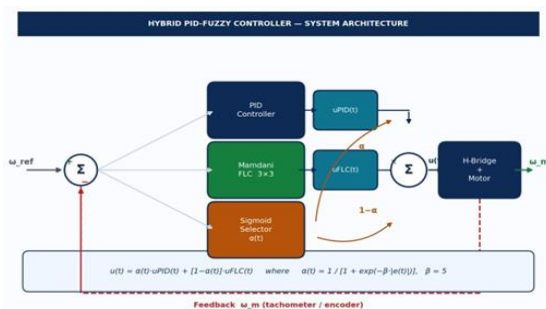 HYBRID PID-FUZZY CONTROLLER — SYSTEM ARCHITECTURE
PID
Controller
uPID(t)
α
ω_ref
+
−
Σ
Mamdani
FLC 3×3
uFLC(t)
Σ
H-Bridge
+
Motor
ω_m
Sigmoid
Selector
α(t)
1−α
u(t) = α(t)·uPID(t) + [1−α(t)]·uFLC(t) where α(t) = 1 / [1 + exp(−β·|e(t)|)], β = 5
Feedback ω_m (tachometer / encoder)